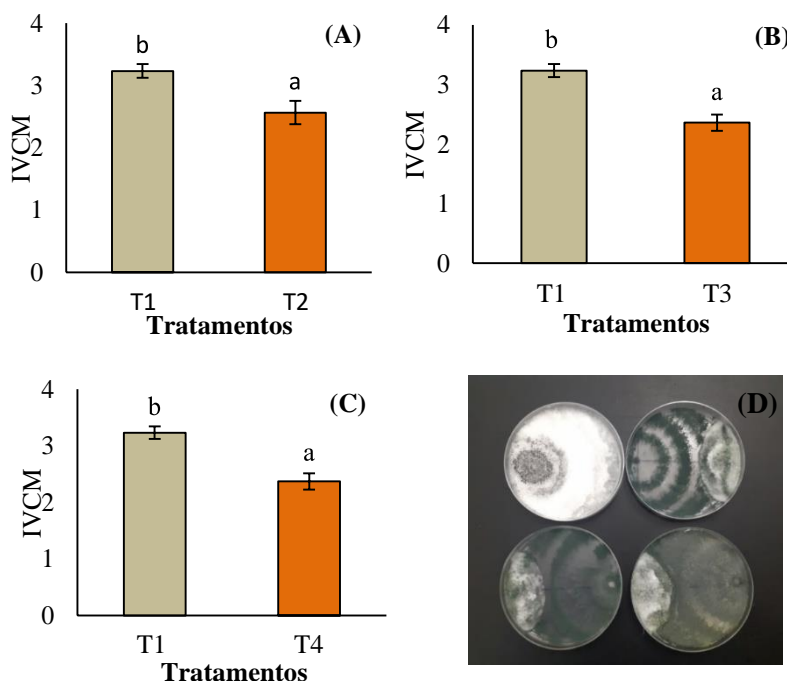 (A)
4
3
2
1
0
IVCM
b
a
T1 T2
Tratamentos
(B)
4
3
2
1
0
IVCM
b
a
T1 T3
Tratamentos
(C)
4
3
2
1
0
IVCM
b
a
T1 T4
Tratamentos
(D)